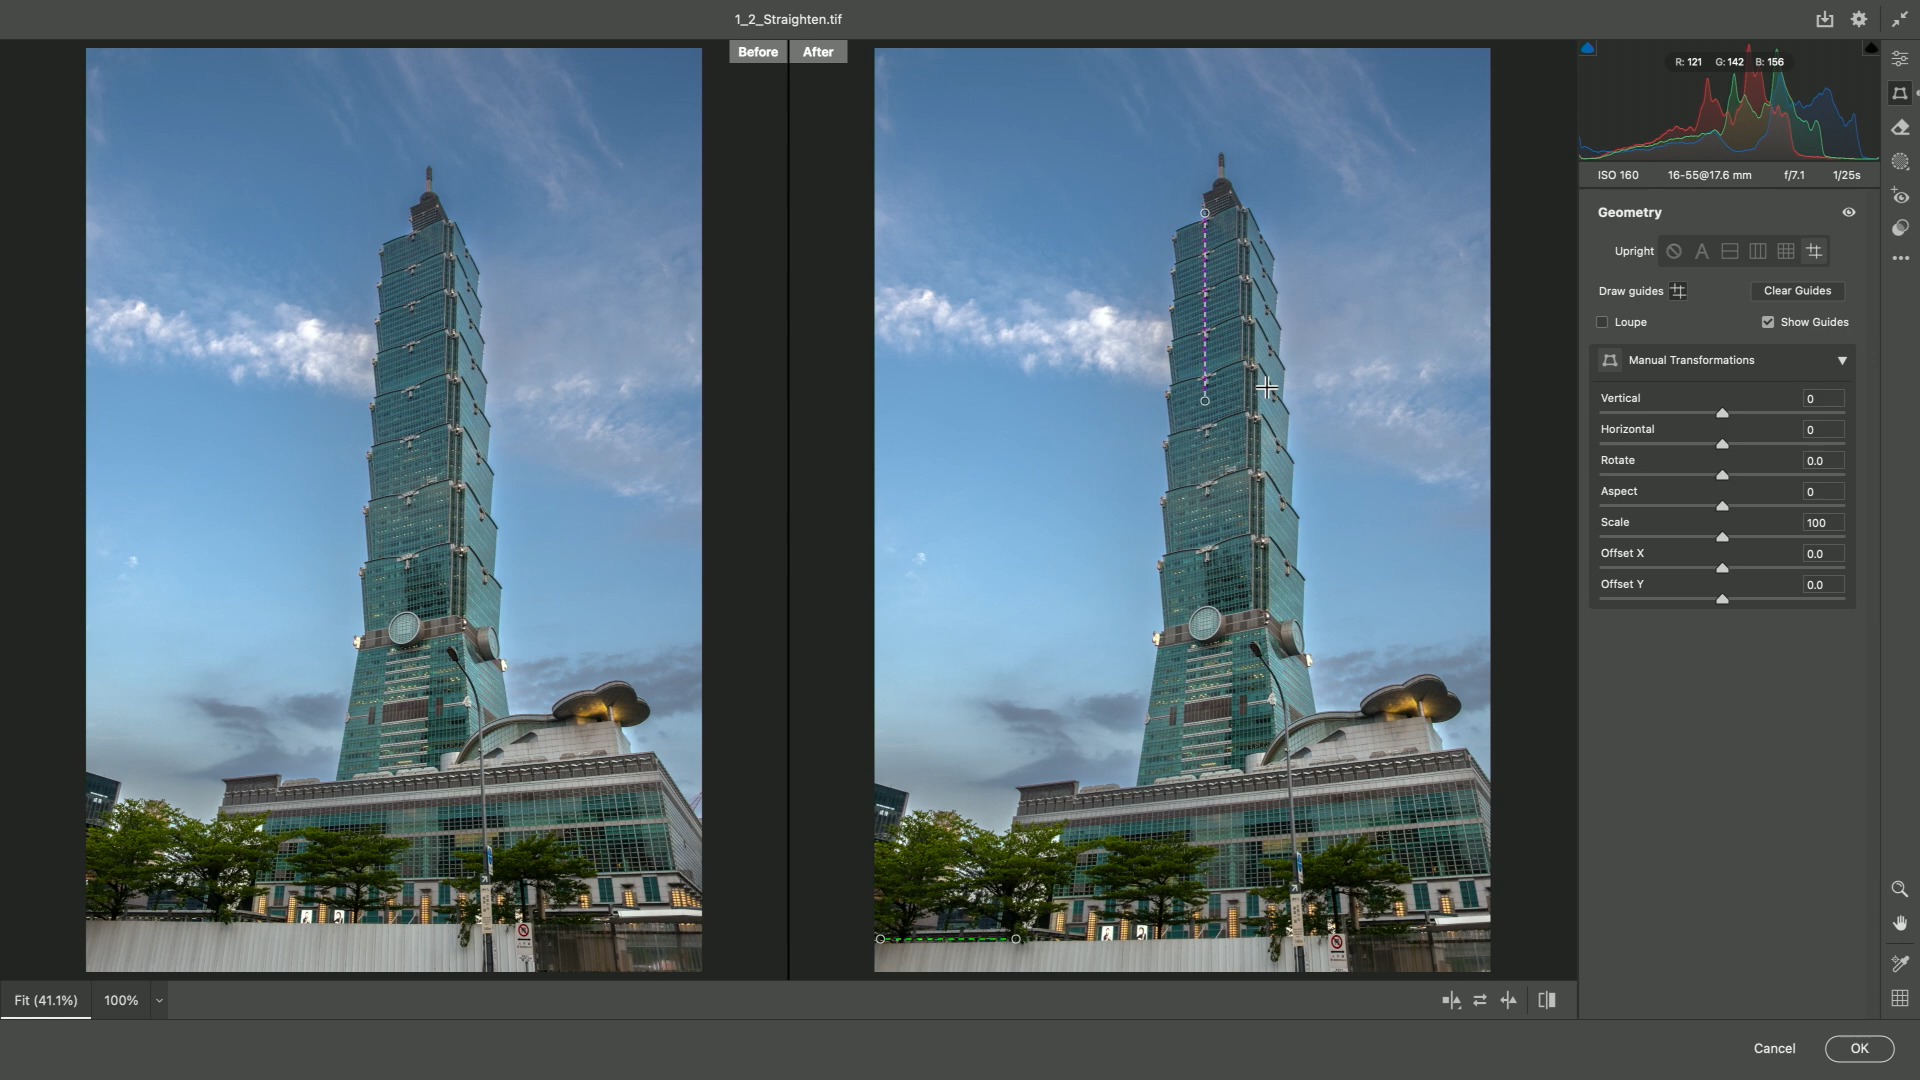 1_2_Straighten.tif
Before After
R: 121 G: 142 B: 156
ISO 160 16-55@17.6 mm f/7.1 1/25s
Geometry
Upright
Draw guides Clear Guides
Loupe Show Guides
Manual Transformations
Vertical 0
Horizontal 0
Rotate 0.0
Aspect 0
Scale 100
Offset X 0.0
Offset Y 0.0
Fit (41.1%) 100%
Cancel OK